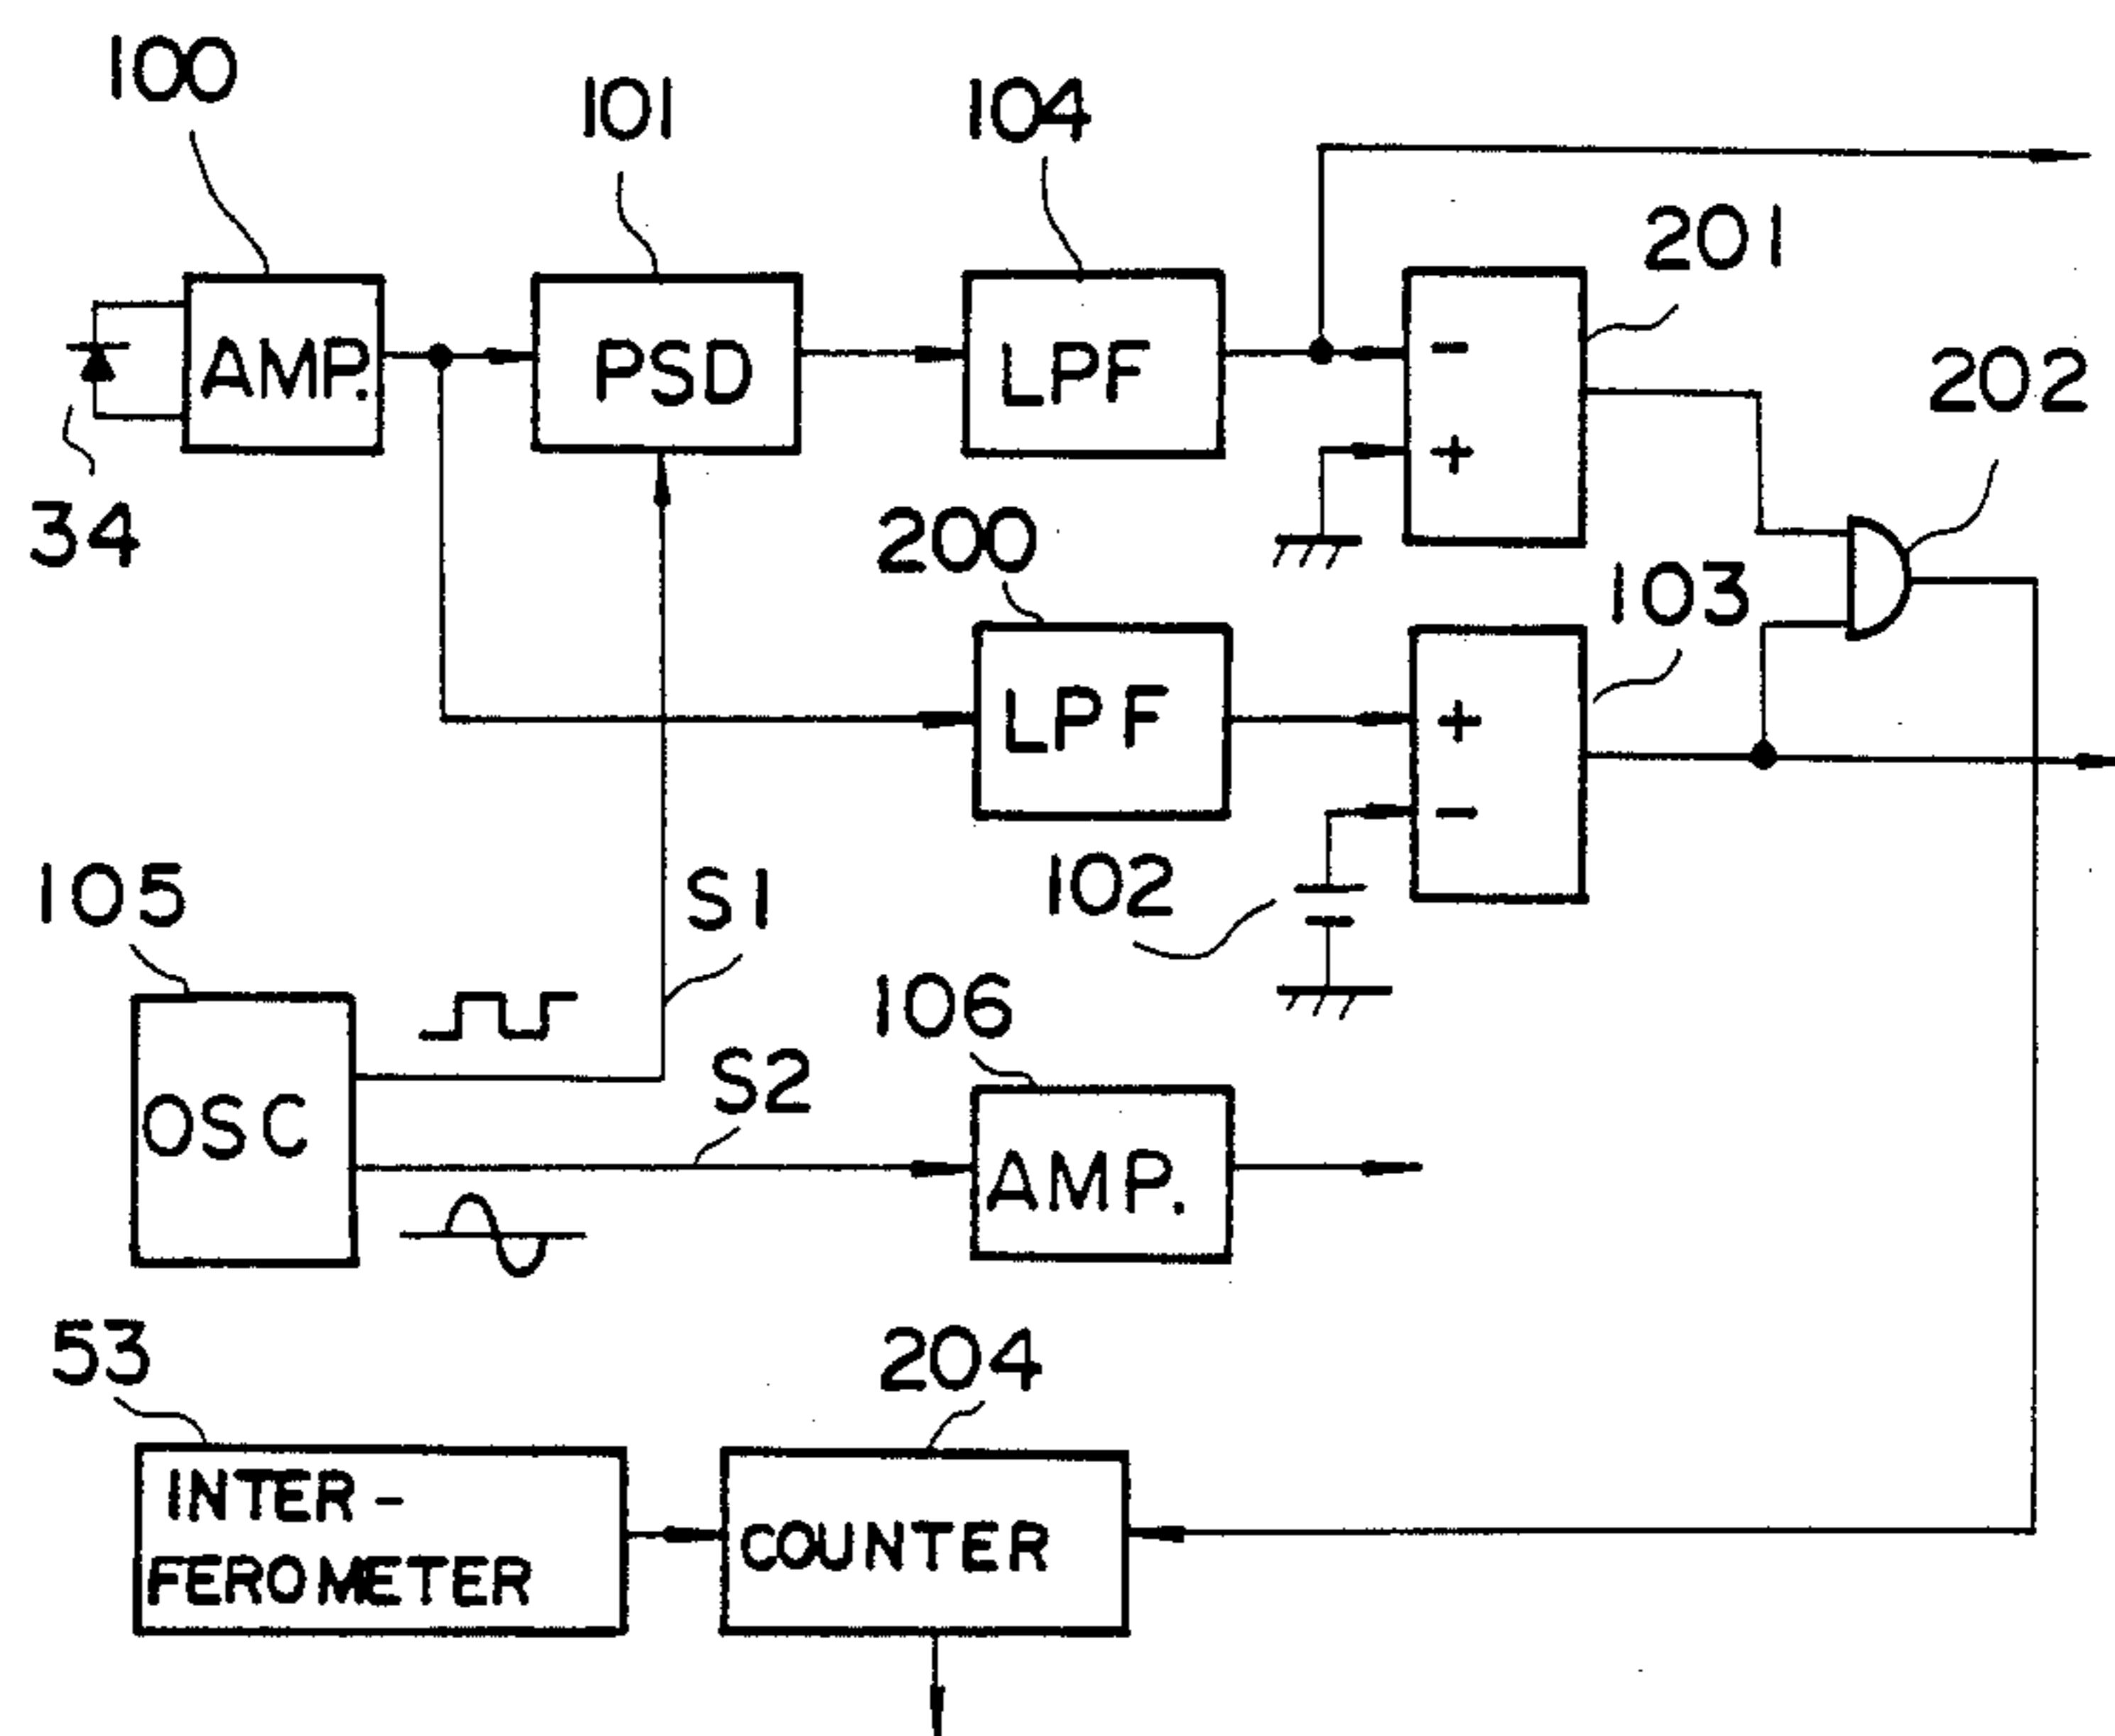 100
101
104
201
202
AMP.
PSD
LPF
-
+
34
200
103
LPF
+
-
102
105
S1
106
S2
OSC
AMP.
53
204
INTER-
FEROMETER
COUNTER